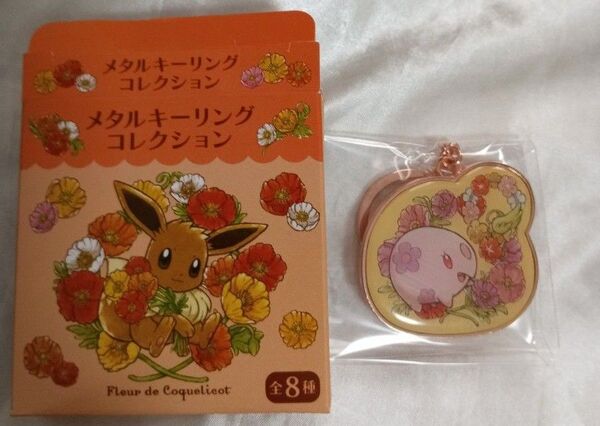 メタルキーリング
コレクション
メタルキーリング
コレクション
Fleur de Coquelicot
全8種